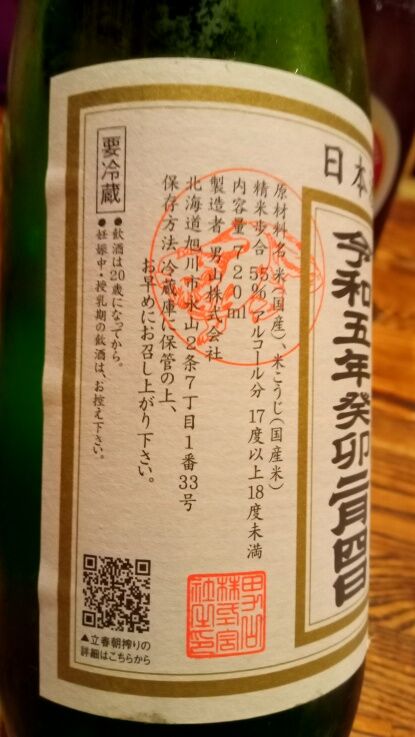 日本
令和五年癸卯二月四日
原材料名 米(国産)、米こうじ(国産米)
精米歩合 55% アルコール分 17度以上18度未満
内容量 720ml
製造者 男山株式会社
北海道旭川市永山2条7丁目1番33号
保存方法 冷蔵庫に保管の上、
お早めにお召し上がり下さい。
要冷蔵
●飲酒は20歳になってから。
●妊娠中・授乳期の飲酒は、お控え下さい。
▲立春朝搾りの
詳細はこちらから